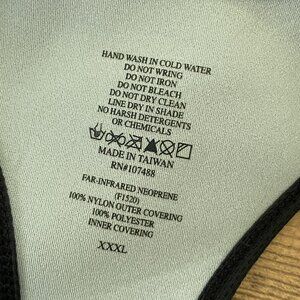 HAND WASH IN COLD WATER
DO NOT WRING
DO NOT IRON
DO NOT BLEACH
DO NOT DRY CLEAN
LINE DRY IN SHADE
NO HARSH DETERGENTS
OR CHEMICALS
MADE IN TAIWAN
RN#107488
FAR-INFRARED NEOPRENE
(F1520)
100% NYLON OUTER COVERING
100% POLYESTER
INNER COVERING
XXXL